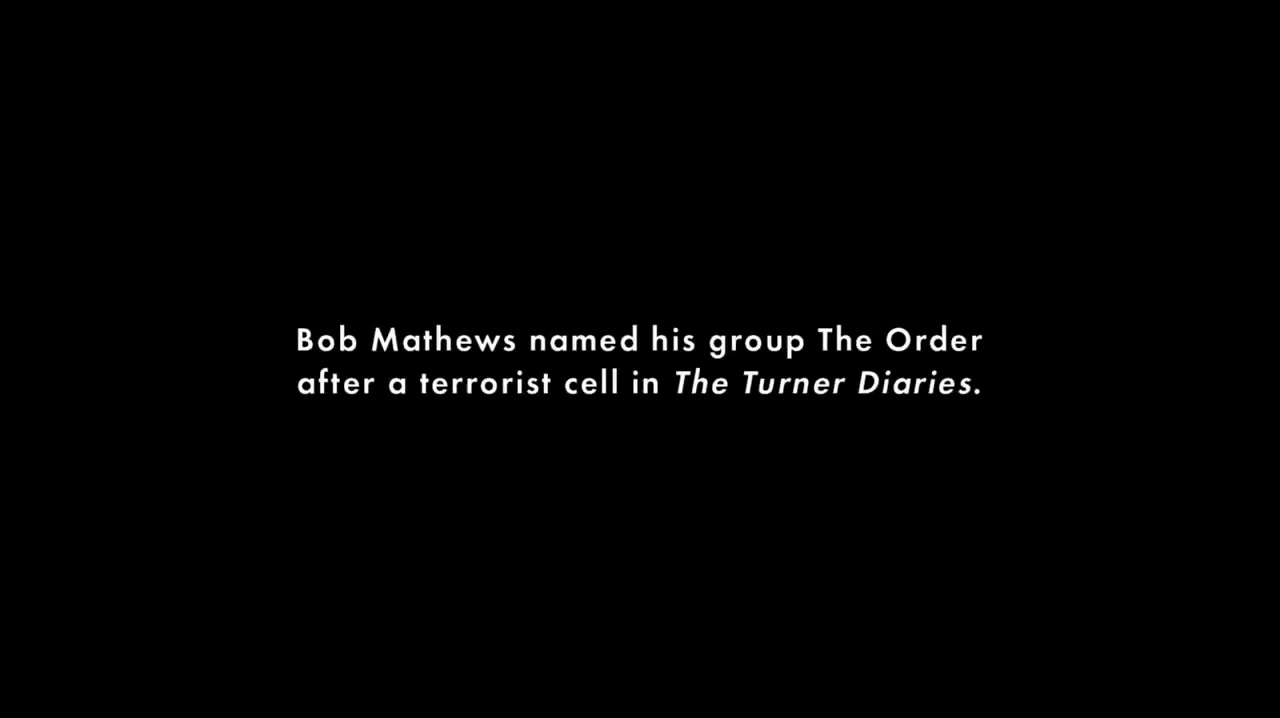 Bob Mathews named his group The Order
after a terrorist cell in The Turner Diaries.